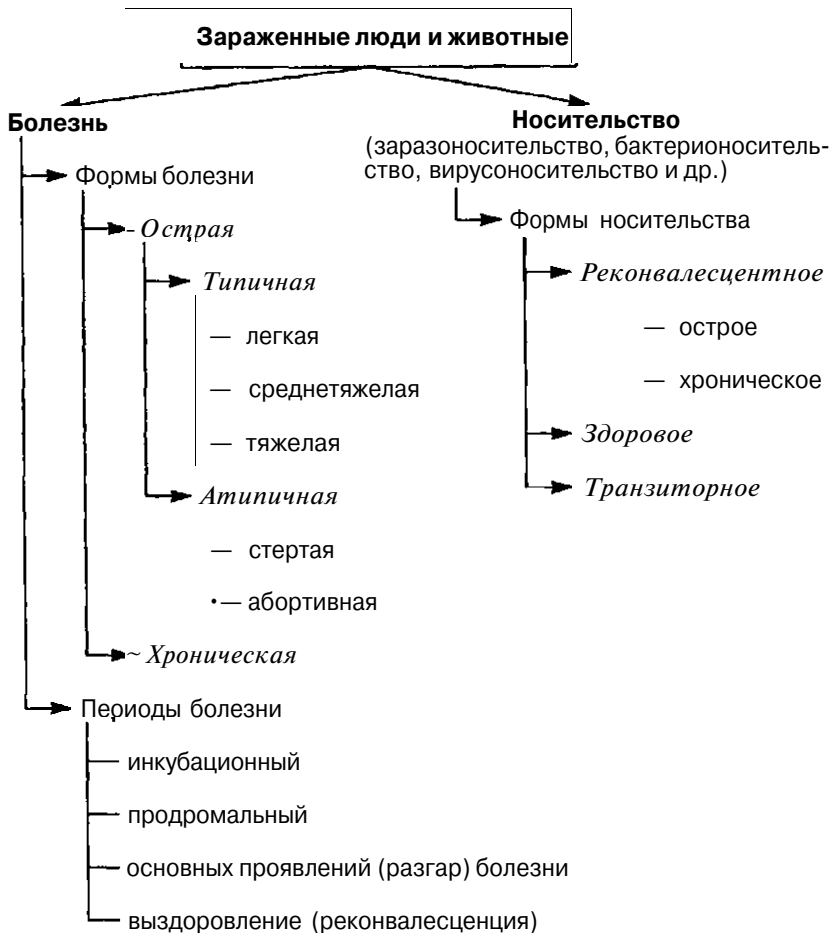 Зараженные люди и животные
Болезнь
Формы болезни
- Острая
Типичная
— легкая
— среднетяжелая
— тяжелая
Атипичная
— стертая
·— абортивная
~ Хроническая
Периоды болезни
инкубационный
продромальный
основных проявлений (разгар) болезни
выздоровление (реконвалесценция)
Носительство
(заразоносительство, бактерионоситель-
ство, вирусоносительство и др.)
Формы носительства
Реконвалесцентное
— острое
— хроническое
Здоровое
Транзиторное